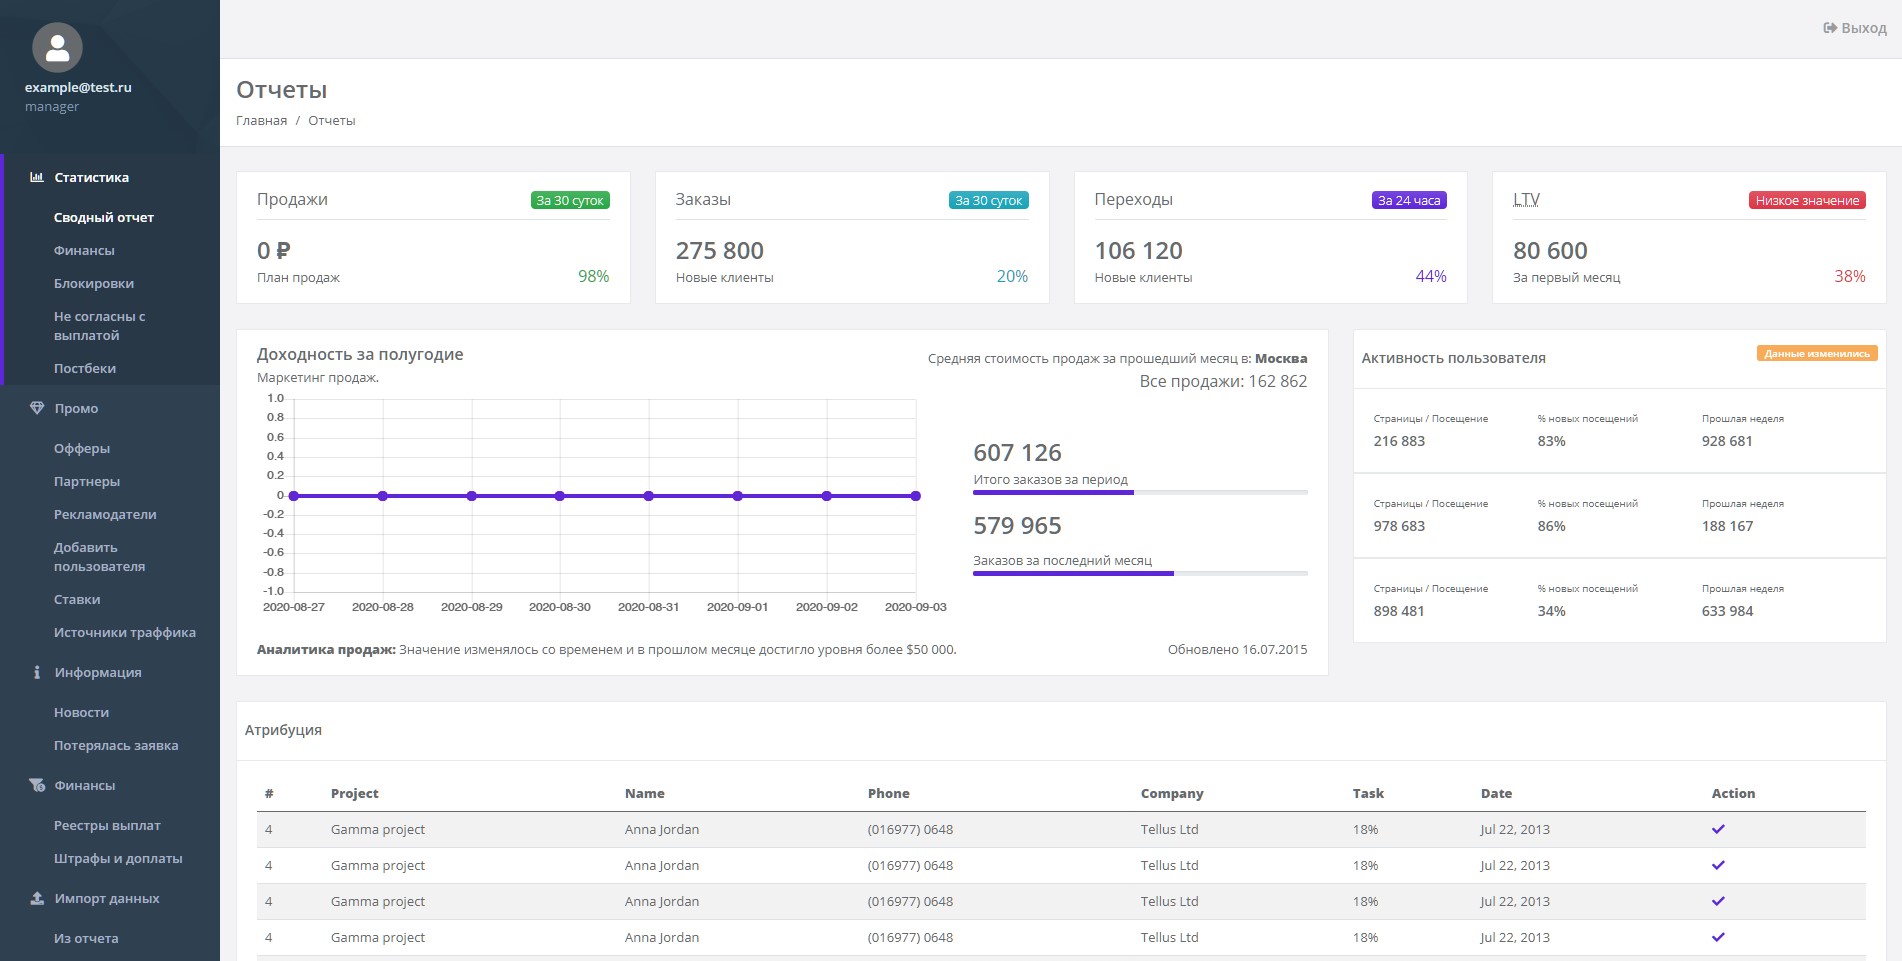 example@test.ru
manager
Статистика
Сводный отчет
Финансы
Блокировки
Не согласны с
выплатой
Постбеки
Промо
Офферы
Партнеры
Рекламодатели
Добавить
пользователя
Ставки
Источники траффика
Информация
Новости
Потерялась заявка
Финансы
Реестры выплат
Штрафы и доплаты
Импорт данных
Из отчета
Выход
Отчеты
Главная / Отчеты
Продажи За 30 суток
0 ₽
План продаж 98%
Заказы За 30 суток
275 800
Новые клиенты 20%
Переходы За 24 часа
106 120
Новые клиенты 44%
LTV Низкое значение
80 600
За первый месяц 38%
Доходность за полугодие
Маркетинг продаж.
Средняя стоимость продаж за прошедший месяц в: Москва
Все продажи: 162 862
1.0
0.8
0.6
0.4
0.2
0
-0.2
-0.4
-0.6
-0.8
-1.0
2020-08-27 2020-08-28 2020-08-29 2020-08-30 2020-08-31 2020-09-01 2020-09-02 2020-09-03
607 126
Итого заказов за период
579 965
Заказов за последний месяц
Аналитика продаж: Значение изменялось со временем и в прошлом месяце достигло уровня более $50 000. Обновлено 16.07.2015
Активность пользователя Данные изменились
Страницы / Посещение % новых посещений Прошлая неделя
216 883 83% 928 681
Страницы / Посещение % новых посещений Прошлая неделя
978 683 86% 188 167
Страницы / Посещение % новых посещений Прошлая неделя
898 481 34% 633 984
Атрибуция
# Project Name Phone Company Task Date Action
4 Gamma project Anna Jordan (016977) 0648 Tellus Ltd 18% Jul 22, 2013
4 Gamma project Anna Jordan (016977) 0648 Tellus Ltd 18% Jul 22, 2013
4 Gamma project Anna Jordan (016977) 0648 Tellus Ltd 18% Jul 22, 2013
4 Gamma project Anna Jordan (016977) 0648 Tellus Ltd 18% Jul 22, 2013